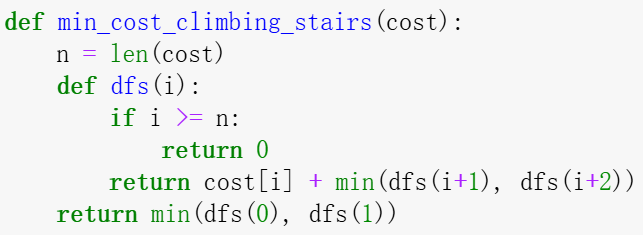 def min_cost_climbing_stairs(cost):
    n = len(cost)
    def dfs(i):
        if i >= n:
            return 0
        return cost[i] + min(dfs(i+1), dfs(i+2))
    return min(dfs(0), dfs(1))